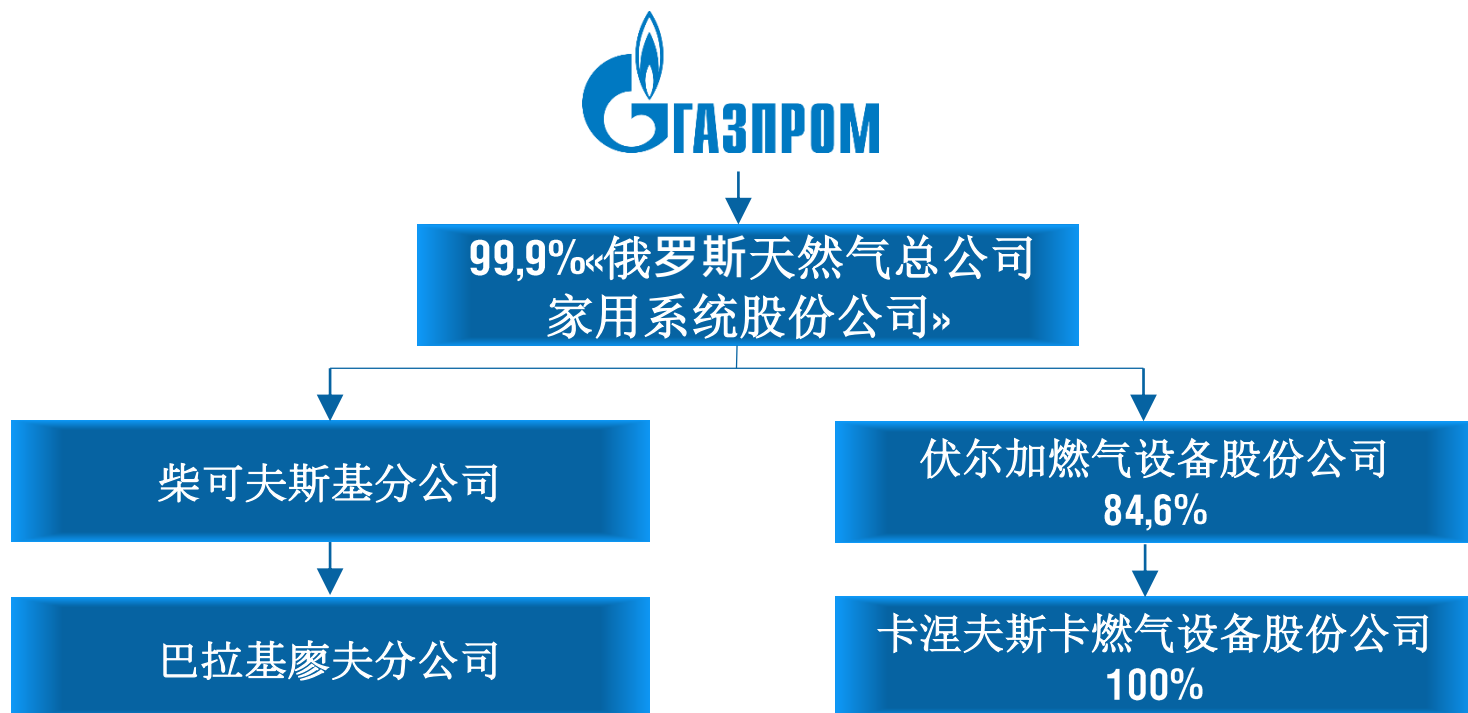 ГАЗПРОМ
99,9%«俄罗斯天然气总公司
家用系统股份公司»
柴可夫斯基分公司
伏尔加燃气设备股份公司
84,6%
巴拉基廖夫分公司
卡涅夫斯卡燃气设备股份公司
100%